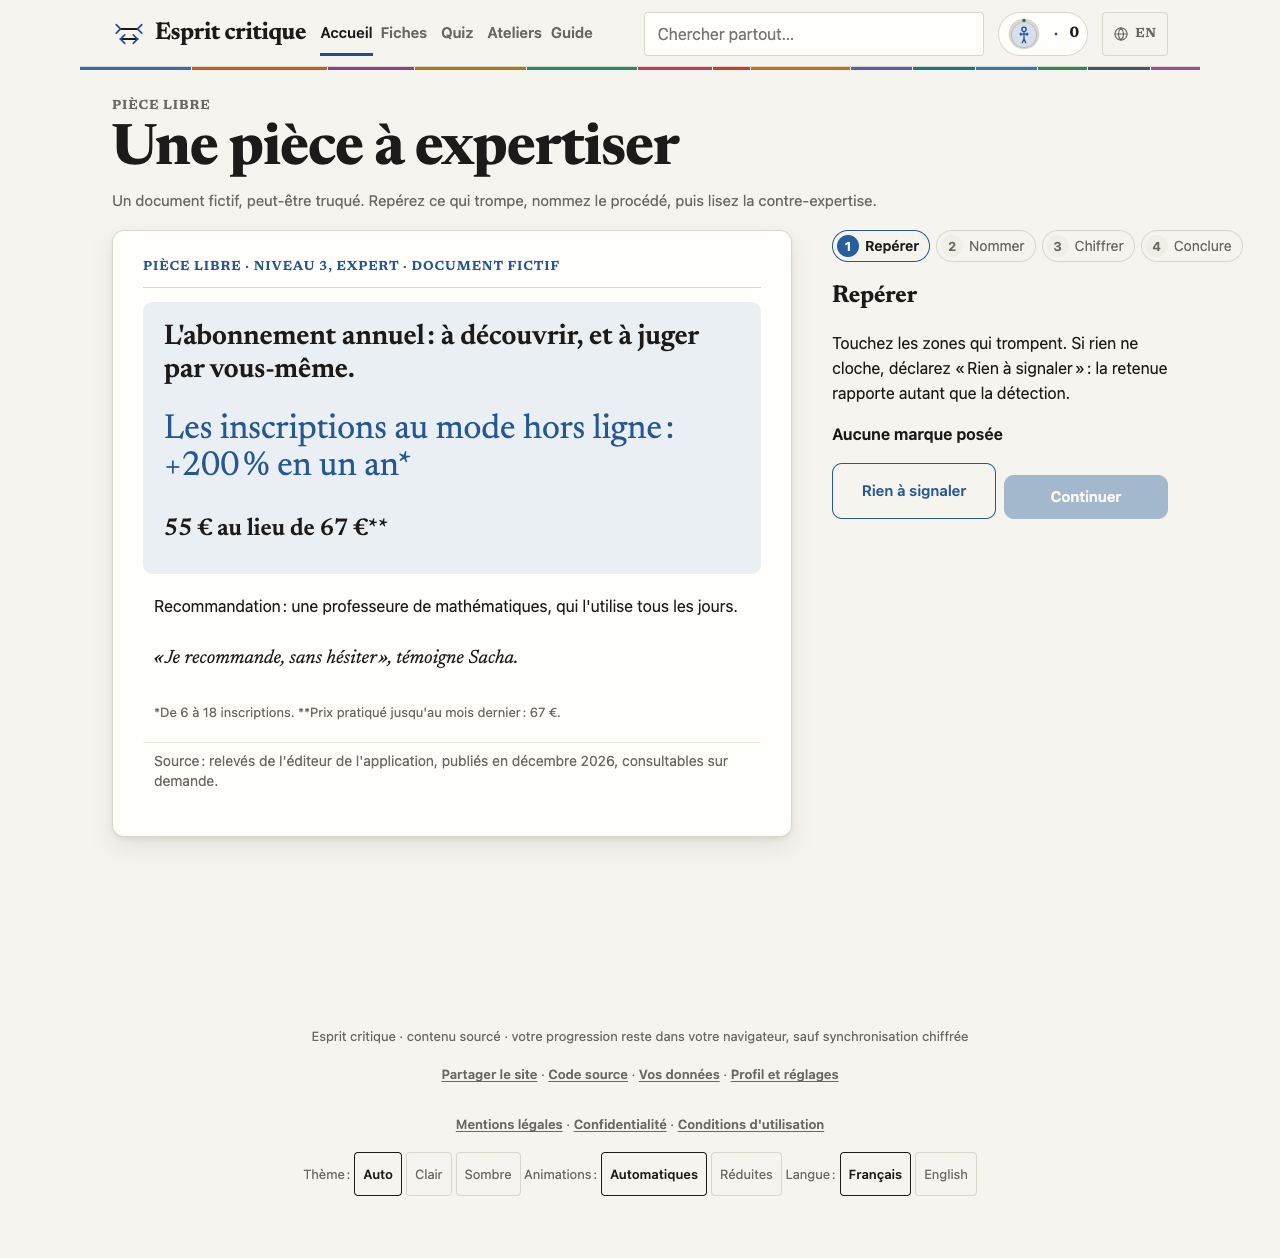 Esprit critique
Accueil Fiches Quiz Ateliers Guide
Chercher partout...
· 0
EN
PIÈCE LIBRE
Une pièce à expertiser
Un document fictif, peut-être truqué. Repérez ce qui trompe, nommez le procédé, puis lisez la contre-expertise.
PIÈCE LIBRE · NIVEAU 3, EXPERT · DOCUMENT FICTIF
L'abonnement annuel : à découvrir, et à juger
par vous-même.
Les inscriptions au mode hors ligne :
+200 % en un an*
55 € au lieu de 67 €**
Recommandation : une professeure de mathématiques, qui l'utilise tous les jours.
« Je recommande, sans hésiter », témoigne Sacha.
*De 6 à 18 inscriptions. **Prix pratiqué jusqu'au mois dernier : 67 €.
Source : relevés de l'éditeur de l'application, publiés en décembre 2026, consultables sur
demande.
1 Repérer 2 Nommer 3 Chiffrer 4 Conclure
Repérer
Touchez les zones qui trompent. Si rien ne
cloche, déclarez « Rien à signaler » : la retenue
rapporte autant que la détection.
Aucune marque posée
Rien à signaler
Continuer
Esprit critique · contenu sourcé · votre progression reste dans votre navigateur, sauf synchronisation chiffrée
Partager le site · Code source · Vos données · Profil et réglages
Mentions légales · Confidentialité · Conditions d'utilisation
Thème : Auto Clair Sombre Animations : Automatiques Réduites Langue : Français English